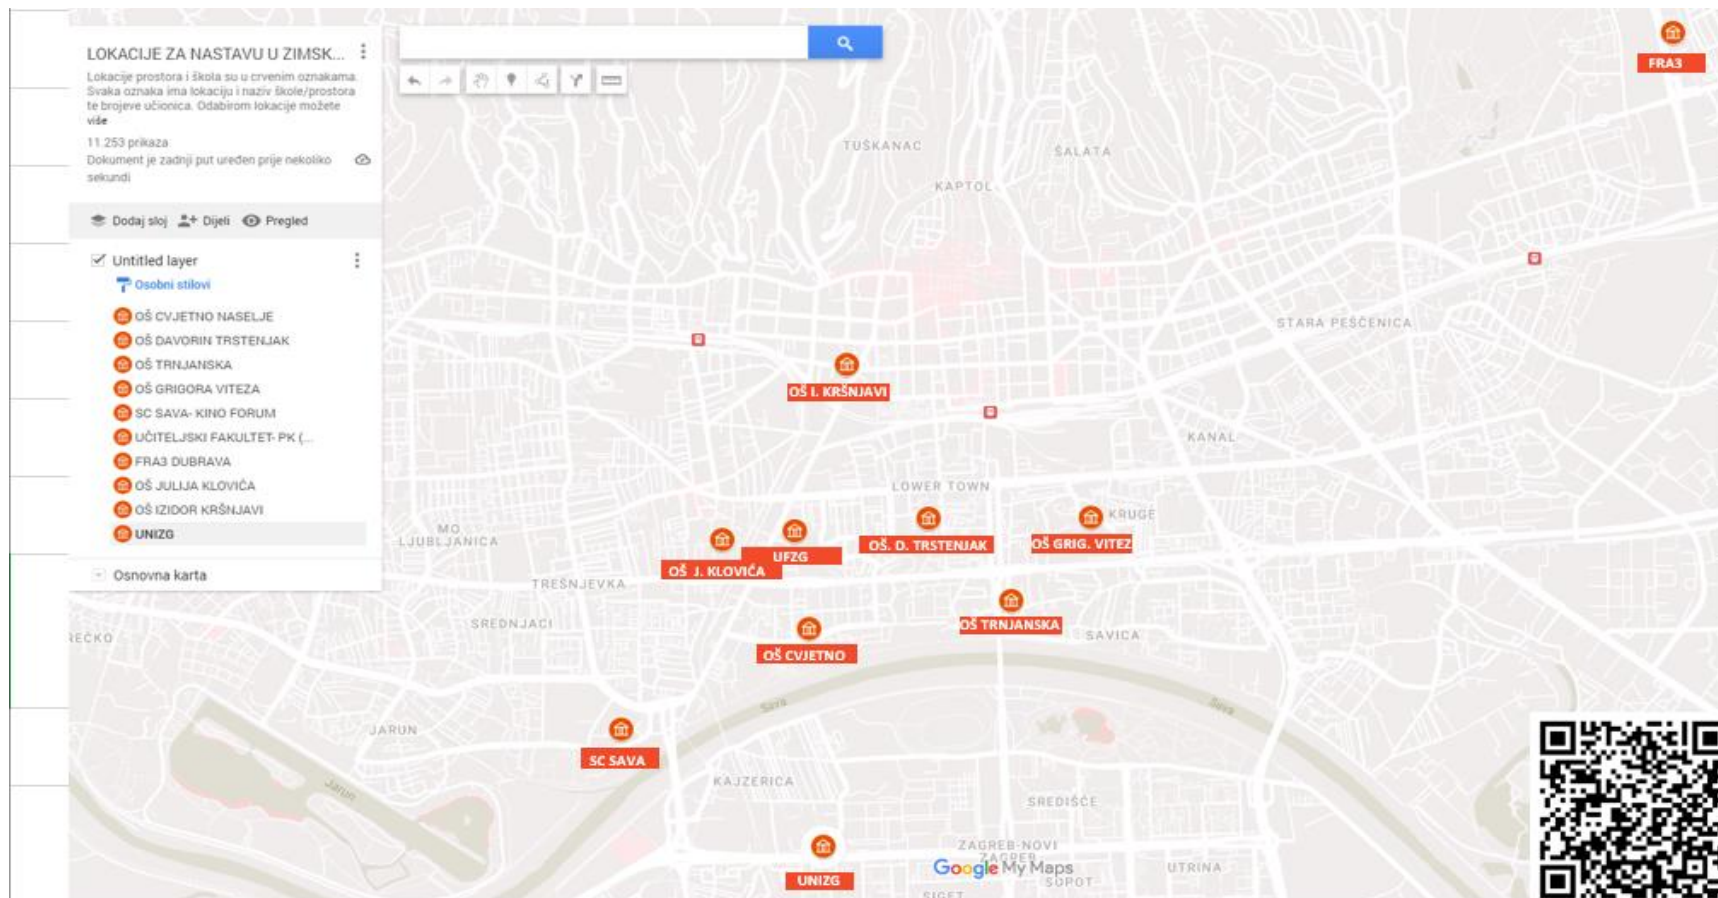 LOKACIJE ZA NASTAVU U ZIMSK...
Lokacije prostora i škola su u crvenim oznakama.
Svaka oznaka ima lokaciju i naziv škole/prostora
te brojeve učionica. Odabirom lokacije možete
više
11.253 prikaza
Dokument je zadnji put uređen prije nekoliko
sekundi
Dodaj sloj Dijeli Pregled
Untitled layer
Osobni stilovi
OŠ CVJETNO NASELJE
OŠ DAVORIN TRSTENJAK
OŠ TRNJANSKA
OŠ GRIGORA VITEZA
SC SAVA- KINO FORUM
UČITELJSKI FAKULTET- PK (...
FRA3 DUBRAVA
OŠ JULIJA KLOVIĆA
OŠ IZIDOR KRŠNJAVI
UNIZG
Osnovna karta
FRA3
TUŠKANAC
ŠALATA
KAPTOL
STARA PEŠČENICA
OŠ I. KRŠNJAVI
KANAL
LOWER TOWN
KRUGE
MO
LJUBLJANICA
OŠ J. KLOVIĆA
UFZG
OŠ. D. TRSTENJAK
OŠ GRIG. VITEZ
TREŠNJEVKA
SREDNJACI
OŠ TRNJANSKA
SAVICA
REČKO
OŠ CVJETNO
Sava
Sava
JARUN
SC SAVA
Jarun
KAJZERICA
SREDIŠĆE
ZAGREB-NOVI
ZAGREB
Google My Maps
SOPOT
UTRINA
UNIZG
SIGET